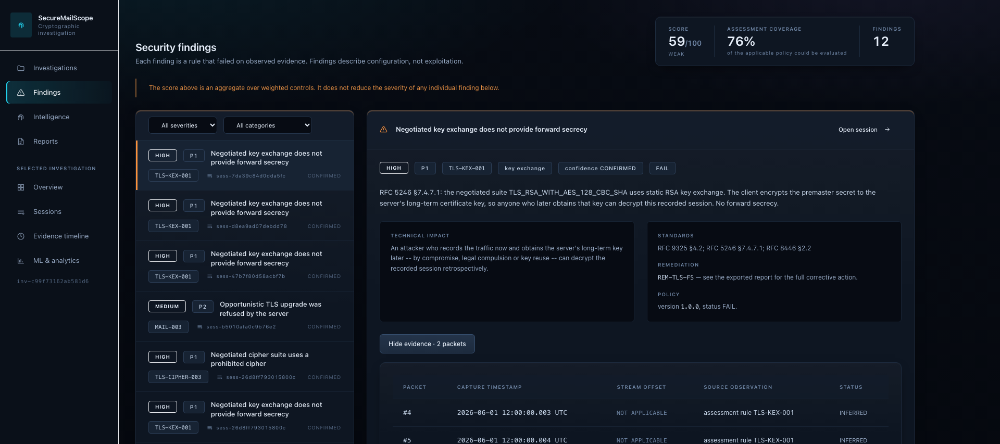 SecureMailScope
Cryptographic
investigation
Investigations
Findings
Intelligence
Reports
SELECTED INVESTIGATION
Overview
Sessions
Evidence timeline
ML & analytics
inv-c99f73162ab581d6
Security findings
Each finding is a rule that failed on observed evidence. Findings describe configuration, not exploitation.
SCORE
59/100
WEAK
ASSESSMENT COVERAGE
76%
of the applicable policy could be evaluated
FINDINGS
12
The score above is an aggregate over weighted controls. It does not reduce the severity of any individual finding below.
All severities
All categories
HIGH P1 Negotiated key exchange does not
provide forward secrecy
TLS-KEX-001 sess-7da39c84d0dda5fc CONFIRMED
HIGH P1 Negotiated key exchange does not
provide forward secrecy
TLS-KEX-001 sess-d8ea9ad07debdd78 CONFIRMED
HIGH P1 Negotiated key exchange does not
provide forward secrecy
TLS-KEX-001 sess-47b7f80d58acbf7b CONFIRMED
MEDIUM P2 Opportunistic TLS upgrade was
refused by the server
MAIL-003 sess-b5010afa0c9b76e2 CONFIRMED
HIGH P1 Negotiated cipher suite uses a
prohibited cipher
TLS-CIPHER-003 sess-26d8ff793015800c CONFIRMED
HIGH P1 Negotiated key exchange does not
provide forward secrecy
TLS-KEX-001 sess-26d8ff793015800c CONFIRMED
Negotiated key exchange does not provide forward secrecy
Open session →
HIGH P1 TLS-KEX-001 key exchange confidence CONFIRMED FAIL
RFC 5246 §7.4.7.1: the negotiated suite TLS_RSA_WITH_AES_128_CBC_SHA uses static RSA key exchange. The client encrypts the premaster secret to the
server's long-term certificate key, so anyone who later obtains that key can decrypt this recorded session. No forward secrecy.
TECHNICAL IMPACT
An attacker who records the traffic now and obtains the server's long-term key
later -- by compromise, legal compulsion or key reuse -- can decrypt the
recorded session retrospectively.
STANDARDS
RFC 9325 §4.2; RFC 5246 §7.4.7.1; RFC 8446 §2.2
REMEDIATION
REM-TLS-FS — see the exported report for the full corrective action.
POLICY
version 1.0.0, status FAIL.
Hide evidence · 2 packets
PACKET CAPTURE TIMESTAMP STREAM OFFSET SOURCE OBSERVATION STATUS
#4 2026-06-01 12:00:00.003 UTC NOT APPLICABLE assessment rule TLS-KEX-001 INFERRED
#5 2026-06-01 12:00:00.004 UTC NOT APPLICABLE assessment rule TLS-KEX-001 INFERRED